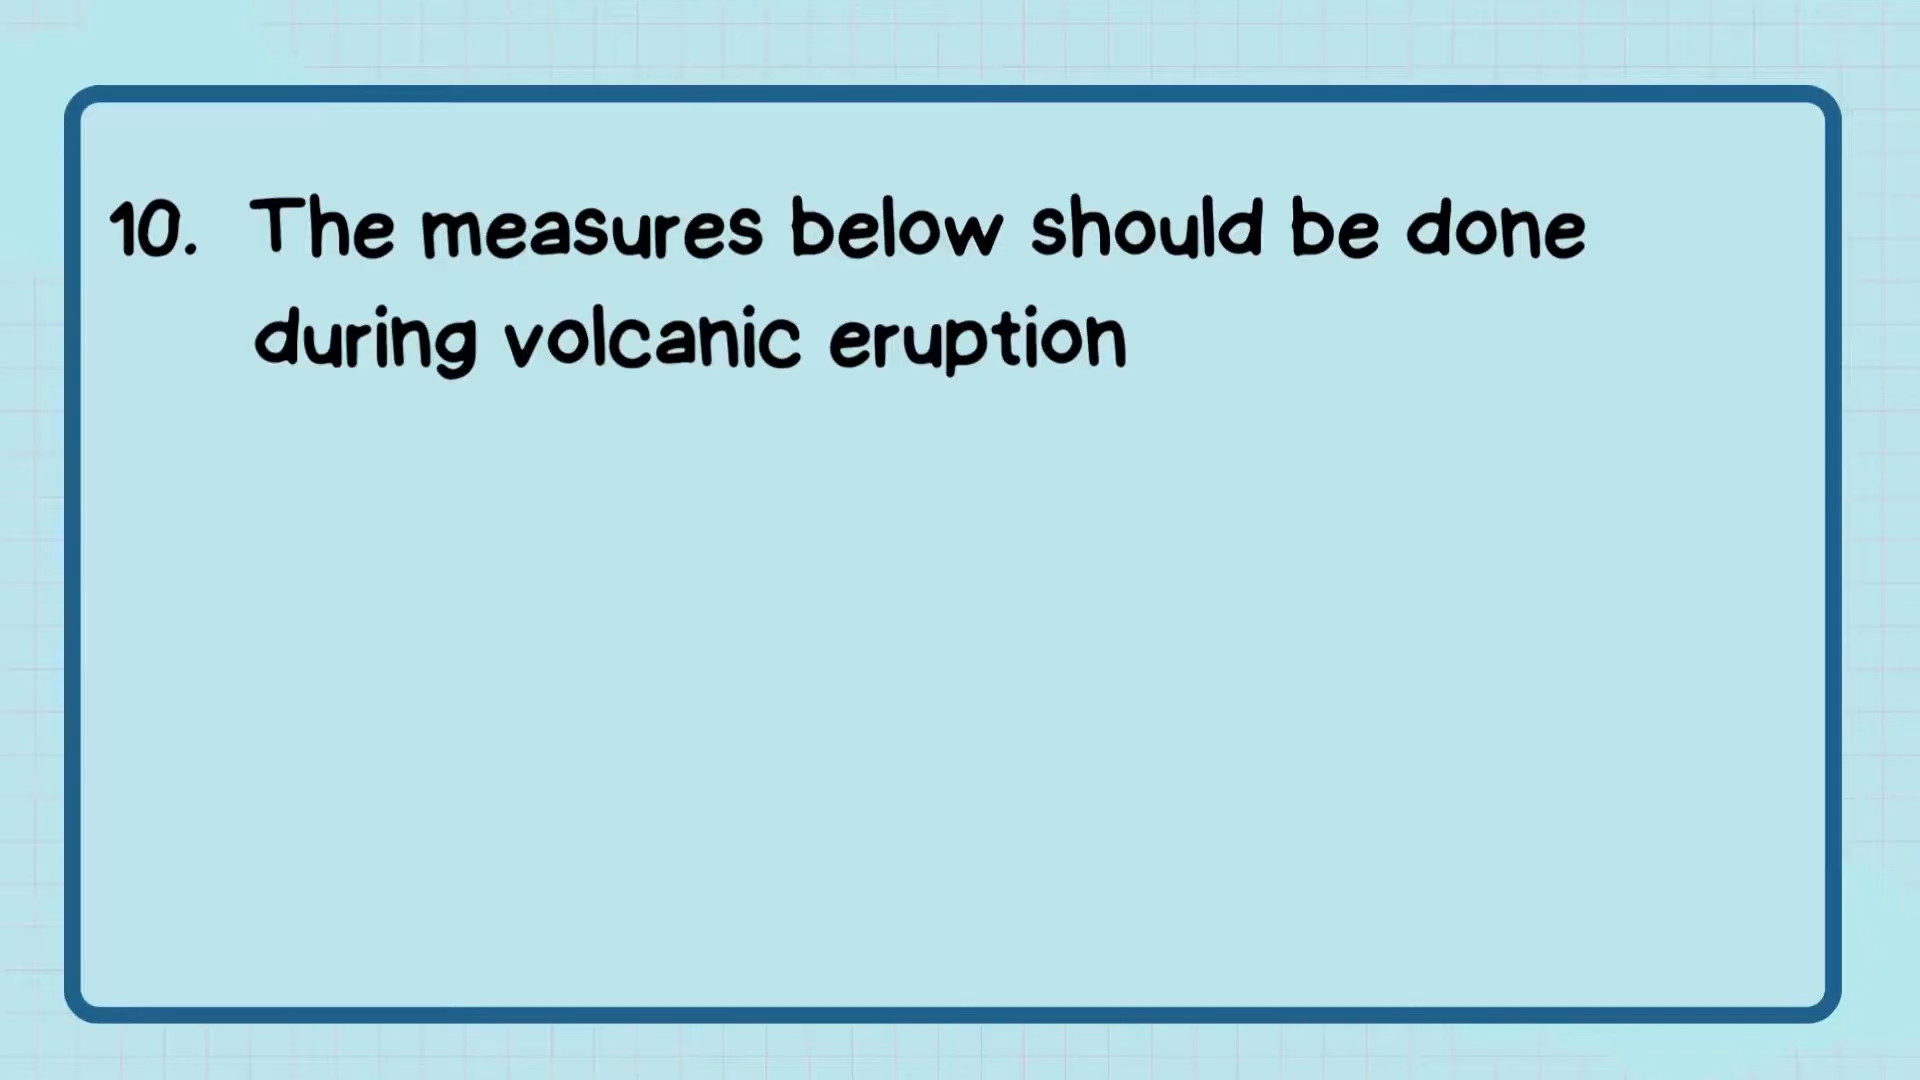 10. The measures below should be done
during volcanic eruption